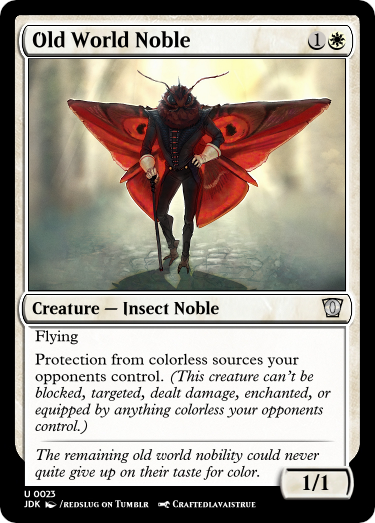 Old World Noble 1
Creature — Insect Noble
Flying
Protection from colorless sources your
opponents control. (This creature can't be
blocked, targeted, dealt damage, enchanted, or
equipped by anything colorless your opponents
control.)
The remaining old world nobility could never
quite give up on their taste for color.
1/1
U 0023
JDK /redslug on Tumblr Craftedlavaistrue